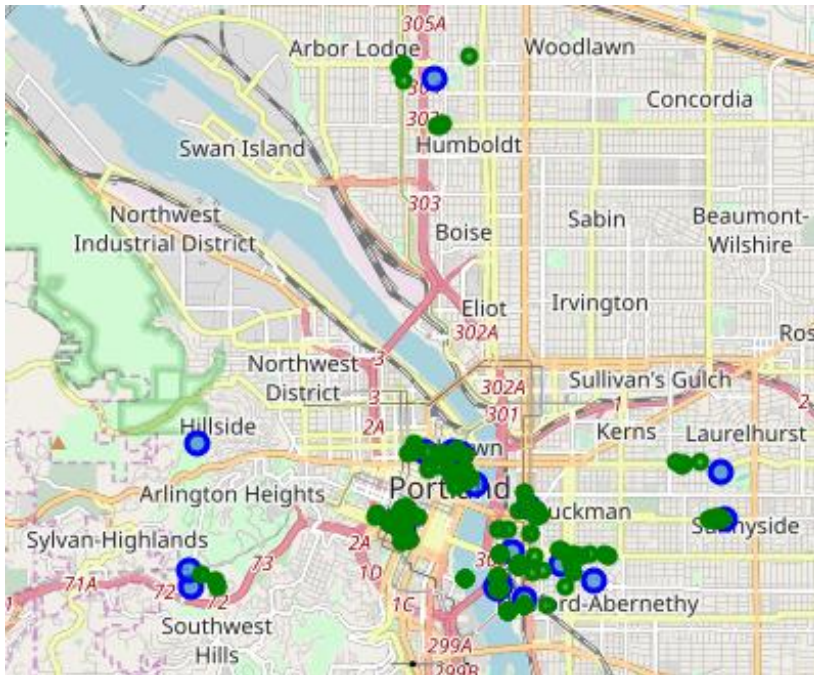 305A
Arbor Lodge
Woodlawn
Concordia
Humboldt
Swan Island
303
Northwest
Industrial District
Boise
Sabin
Beaumont-
Wilshire
Eliot
Irvington
302A
3
Northwest
District
302A
Sullivan's Gulch
3
301
1
2
2A
Hillside
Kerns
Laurelhurst
Arlington Heights
Portland
Sylvan-Highlands
2A
73
1D
71A
72
72
1C
Southwest
Hills
299A
299B